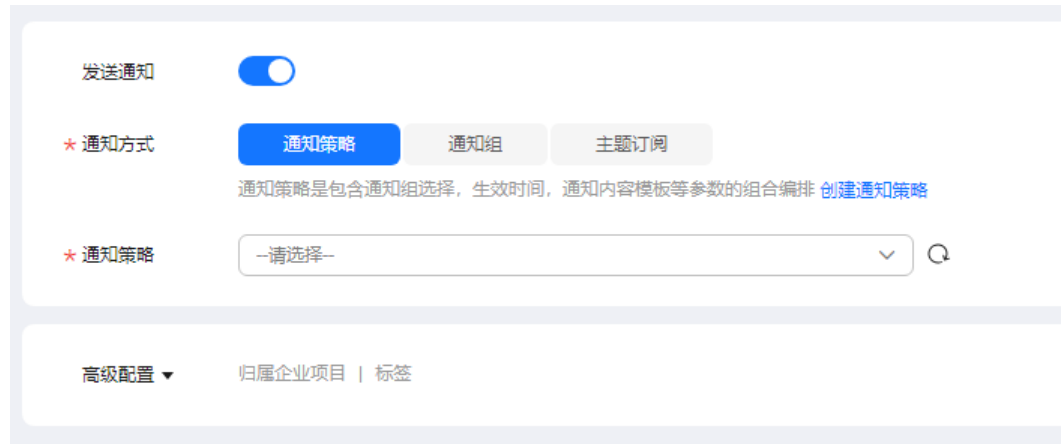 发送通知
* 通知方式 通知策略 通知组 主题订阅
通知策略是包含通知组选择，生效时间，通知内容模板等参数的组合编排 创建通知策略
* 通知策略 --请选择--
高级配置 归属企业项目 | 标签